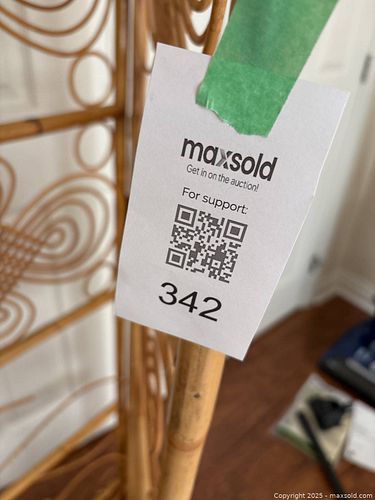 maxsold
Get in on the auction!
For support:
342
Copyright 2025 - maxsold.com